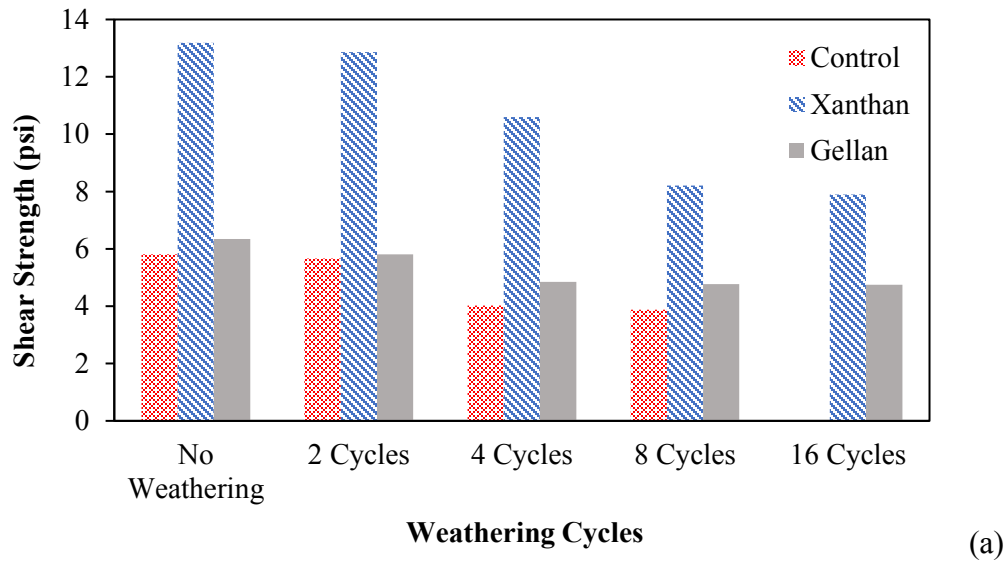 14
12
10
8
6
4
2
0
Shear Strength (psi)
Control
Xanthan
Gellan
No
Weathering
2 Cycles
4 Cycles
8 Cycles
16 Cycles
Weathering Cycles
(a)